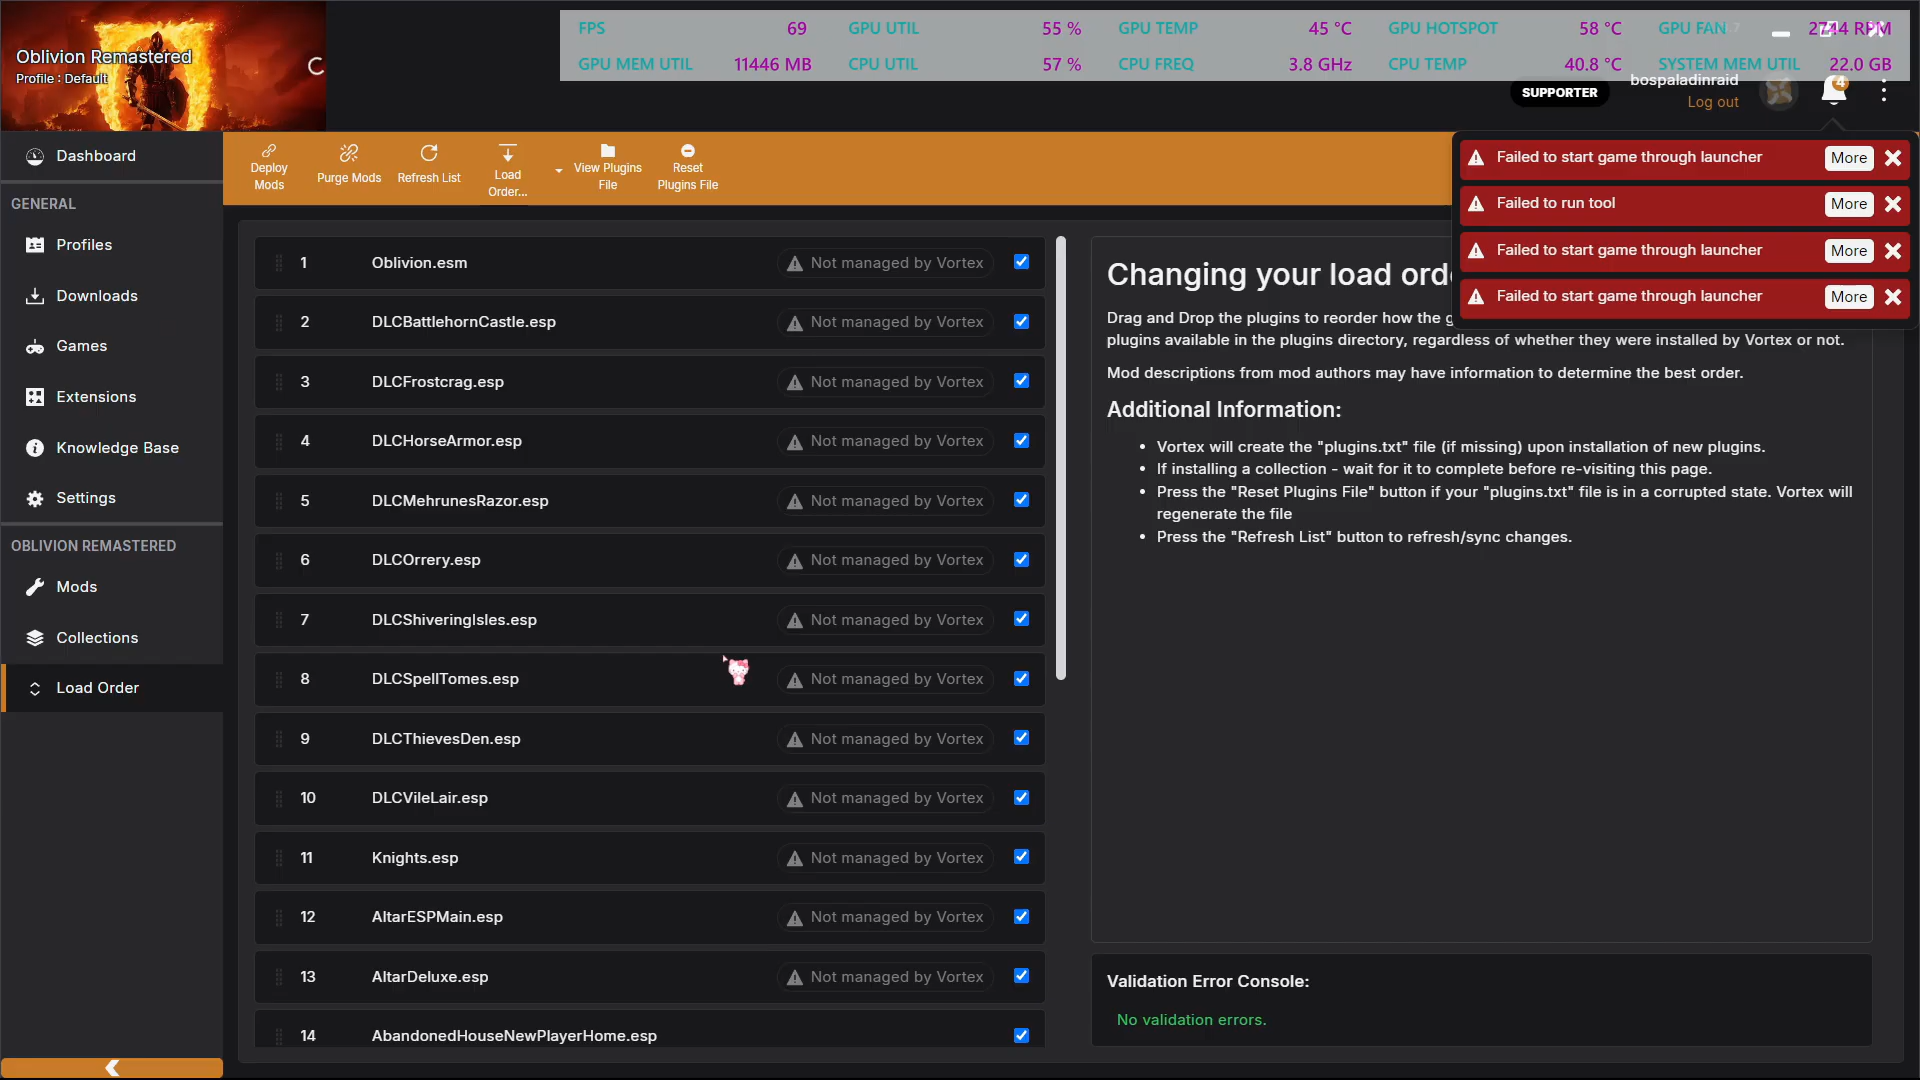 Oblivion Remastered
Profile : Default
FPS 69 GPU UTIL 55 % GPU TEMP 45 °C GPU HOTSPOT 58 °C GPU FAN RPM
GPU MEM UTIL 11446 MB CPU UTIL 57 % CPU FREQ 3.8 GHz CPU TEMP 40.8 °C SYSTEM MEM UTIL 22.0 GB
SUPPORTER
bospaladinraid
Log out
4
Dashboard
GENERAL
Profiles
Downloads
Games
Extensions
Knowledge Base
Settings
OBLIVION REMASTERED
Mods
Collections
Load Order
Deploy Mods
Purge Mods
Refresh List
Load Order...
View Plugins File
Reset Plugins File
Failed to start game through launcher More
Failed to run tool More
Failed to start game through launcher More
Failed to start game through launcher More
1 Oblivion.esm Not managed by Vortex
2 DLCBattlehornCastle.esp Not managed by Vortex
3 DLCFrostcrag.esp Not managed by Vortex
4 DLCHorseArmor.esp Not managed by Vortex
5 DLCMehrunesRazor.esp Not managed by Vortex
6 DLCOrrery.esp Not managed by Vortex
7 DLCShiveringIsles.esp Not managed by Vortex
8 DLCSpellTomes.esp Not managed by Vortex
9 DLCThievesDen.esp Not managed by Vortex
10 DLCVileLair.esp Not managed by Vortex
11 Knights.esp Not managed by Vortex
12 AltarESPMain.esp Not managed by Vortex
13 AltarDeluxe.esp Not managed by Vortex
14 AbandonedHouseNewPlayerHome.esp
Changing your load
Drag and Drop the plugins to reorder how the
plugins available in the plugins directory, regardless of whether they were installed by Vortex or not.
Mod descriptions from mod authors may have information to determine the best order.
Additional Information:
• Vortex will create the "plugins.txt" file (if missing) upon installation of new plugins.
• If installing a collection - wait for it to complete before re-visiting this page.
• Press the "Reset Plugins File" button if your "plugins.txt" file is in a corrupted state. Vortex will
regenerate the file
• Press the "Refresh List" button to refresh/sync changes.
Validation Error Console:
No validation errors.